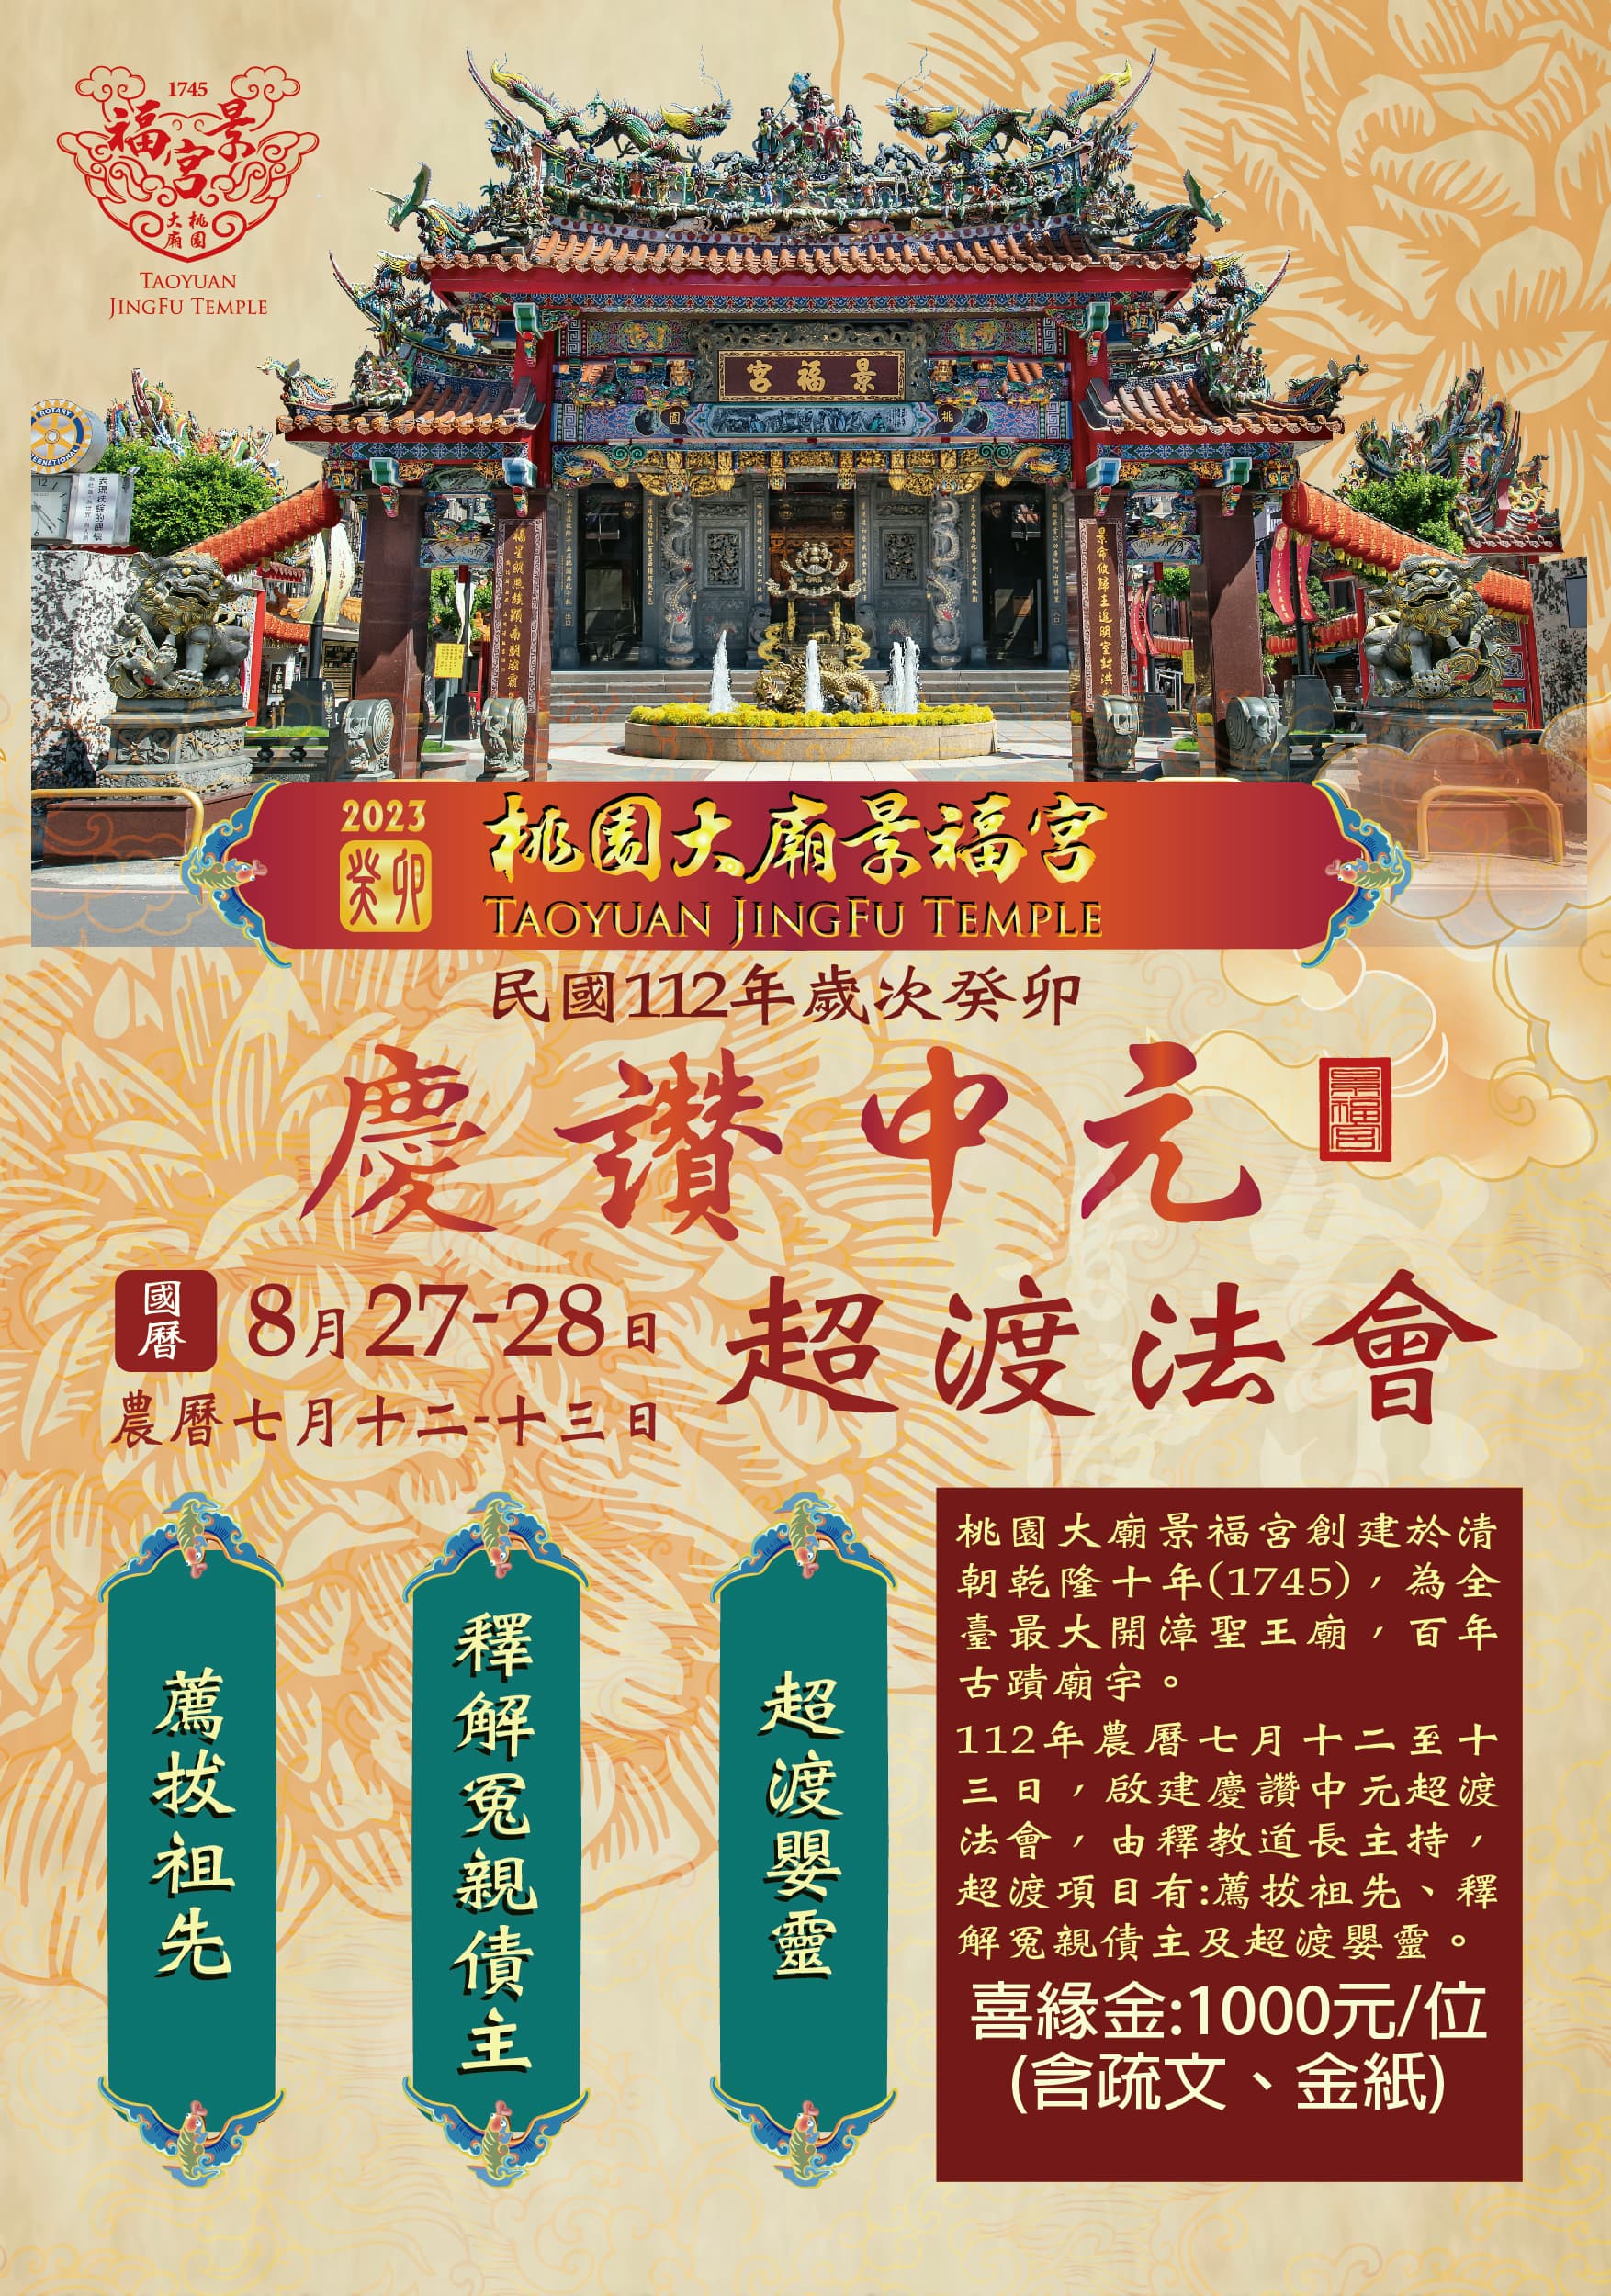 1745
景福宮
桃園大廟
TAOYUAN
JINGFU TEMPLE
景福宮
桃園
ROTARY
2023
癸卯
桃園大廟景福宮
TAOYUAN JINGFU TEMPLE
民國112年歲次癸卯
慶讚中元
景福宮
國曆
8月27-28日
農曆七月十二-十三日
超渡法會
薦拔祖先
釋解冤親債主
超渡嬰靈
桃園大廟景福宮創建於清
朝乾隆十年(1745)，為全
臺最大開漳聖王廟，百年
古蹟廟宇。
112年農曆七月十二至十
三日，啟建慶讚中元超渡
法會，由釋教道長主持，
超渡項目有:薦拔祖先、釋
解冤親債主及超渡嬰靈。
喜緣金:1000元/位
(含疏文、金紙)